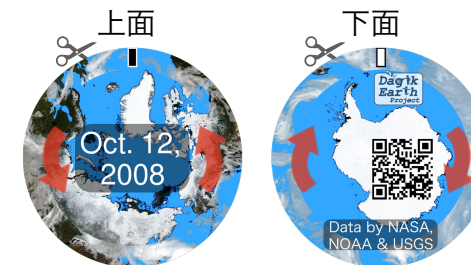 上面
下面
Oct. 12,
2008
Dagik
Earth
Project
Data by NASA,
NOAA & USGS